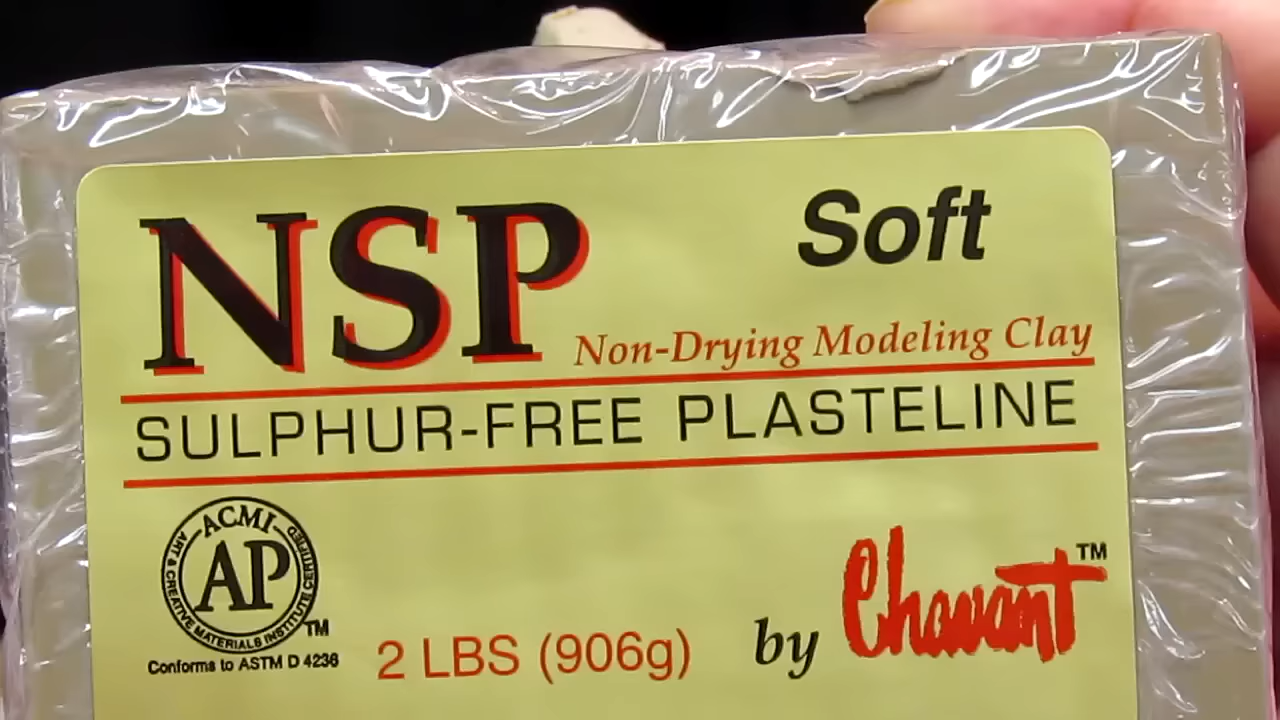 NSP
Soft
Non-Drying Modeling Clay
SULPHUR-FREE PLASTELINE
ACMI
AP
ART & CREATIVE MATERIALS INSTITUTE CERTIFIED
TM
Conforms to ASTM D 4236
2 LBS (906g)
by Chavant™